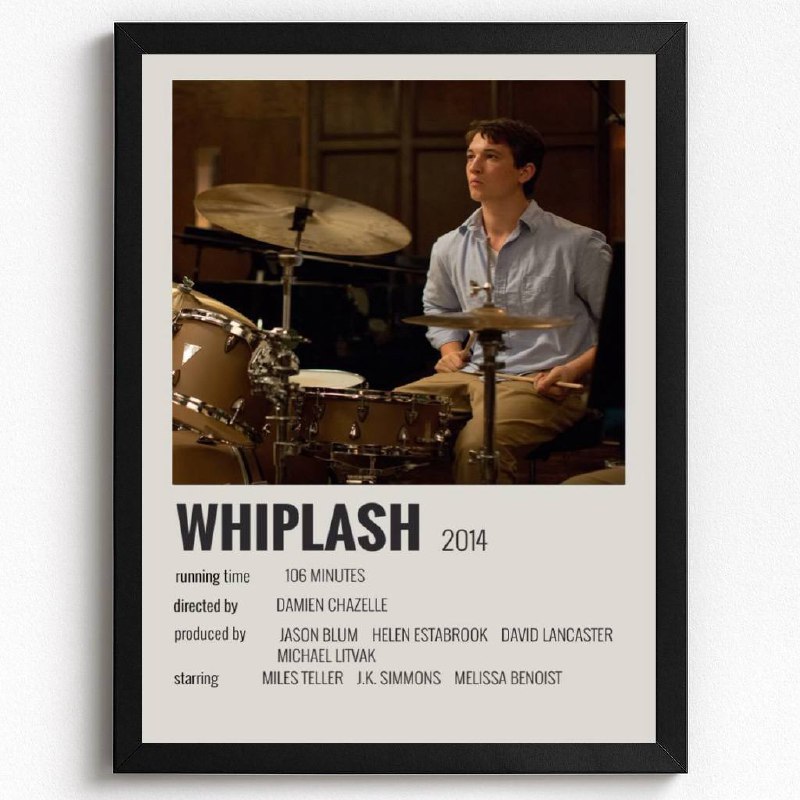 WHIPLASH 2014
running time 106 MINUTES
directed by DAMIEN CHAZELLE
produced by JASON BLUM HELEN ESTABROOK DAVID LANCASTER
MICHAEL LITVAK
starring MILES TELLER J.K. SIMMONS MELISSA BENOIST